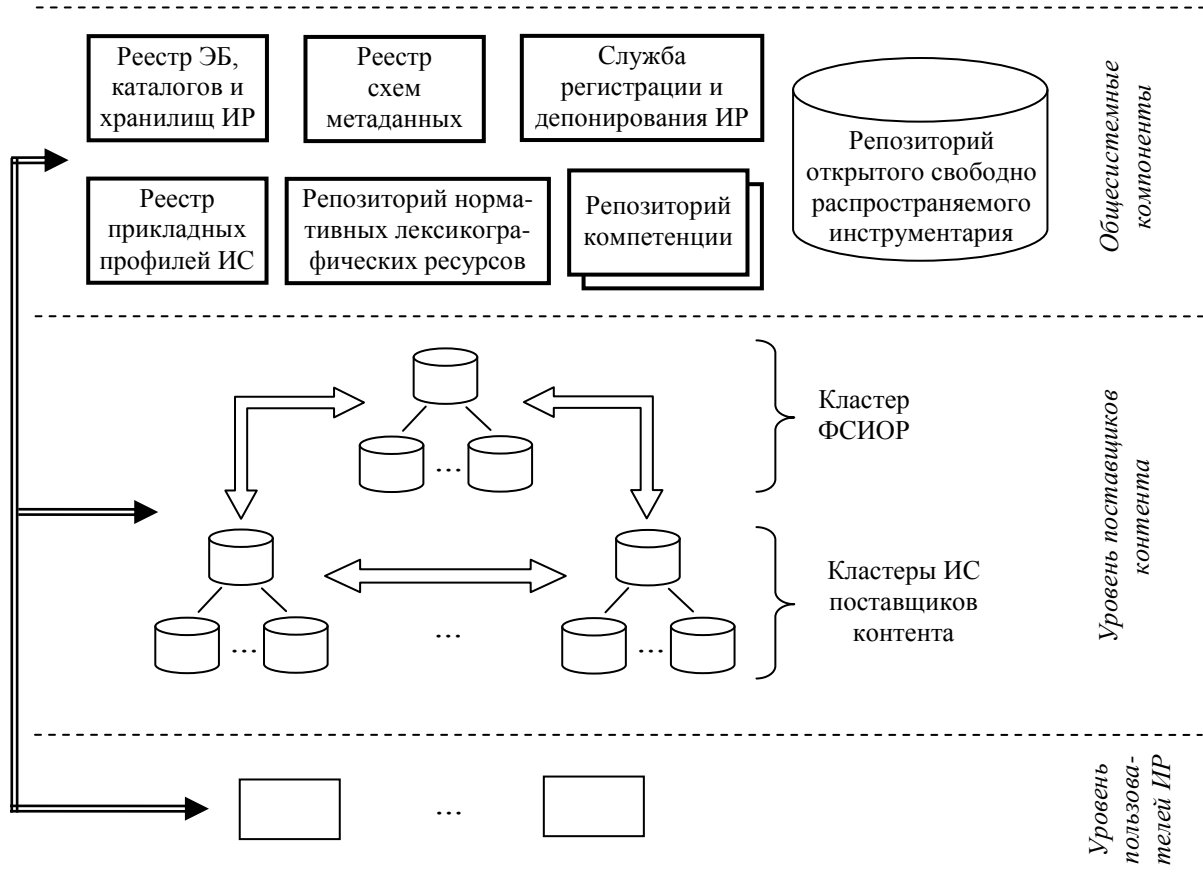 Реестр ЭБ,
каталогов и
хранилищ ИР
Реестр
схем
метаданных
Служба
регистрации и
депонирования ИР
Репозиторий
открытого свободно
распространяемого
инструментария
Реестр
прикладных
профилей ИС
Репозиторий норма-
тивных лексикогра-
фических ресурсов
Репозиторий
компетенции
Общесистемные
компоненты
...
Кластер
ФСИОР
...
...
...
Кластеры ИС
поставщиков
контента
Уровень поставщиков
контента
...
Уровень
пользова-
телей ИР